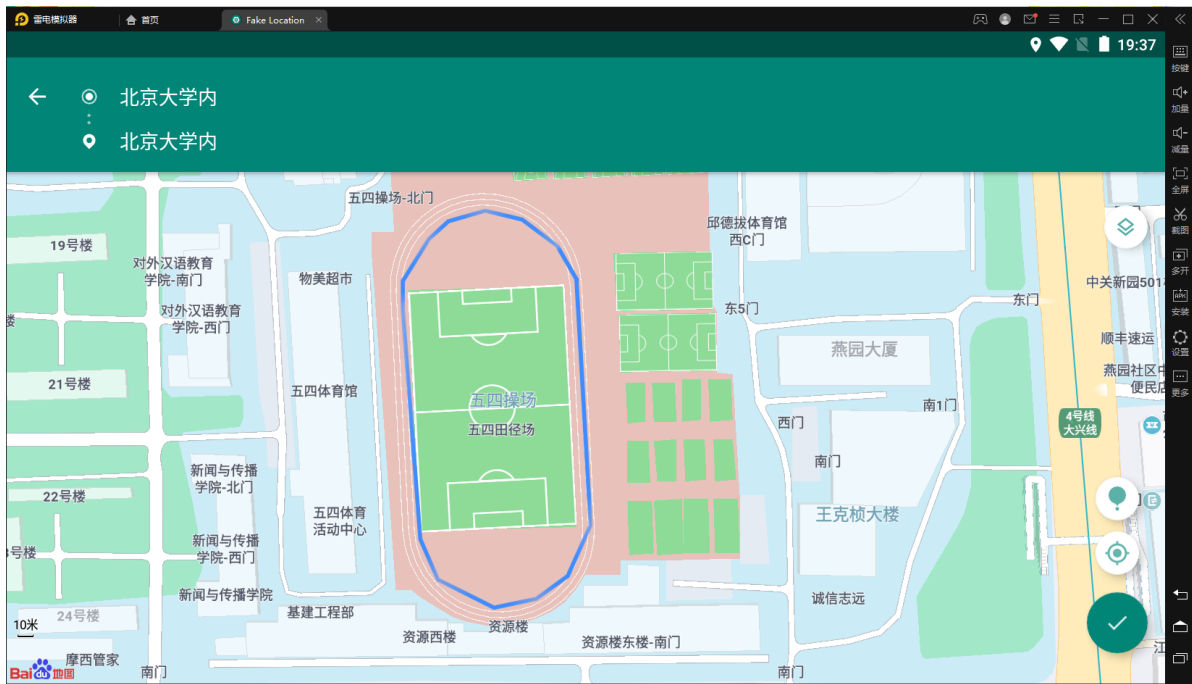 雷电模拟器
首页
Fake Location
19:37
按键
加量
减量
全屏
截图
多开
安装
设置
更多
北京大学内
北京大学内
五四操场-北门
邱德拔体育馆
西C门
19号楼
对外汉语教育
学院-南门
物美超市
对外汉语教育
学院-西门
东5门
东门
中关新园501
顺丰速运
燕园大厦
燕园社区中
便民店
21号楼
五四体育馆
五四操场
五四田径场
南1门
西门
4号线
大兴线
南门
新闻与传播
学院-北门
22号楼
五四体育
活动中心
王克桢大楼
新闻与传播
学院-西门
号楼
新闻与传播学院
诚信志远
基建工程部
24号楼
10米
资源楼
资源西楼
资源东楼-南门
摩西管家
南门
南门
江
Bai du 地图